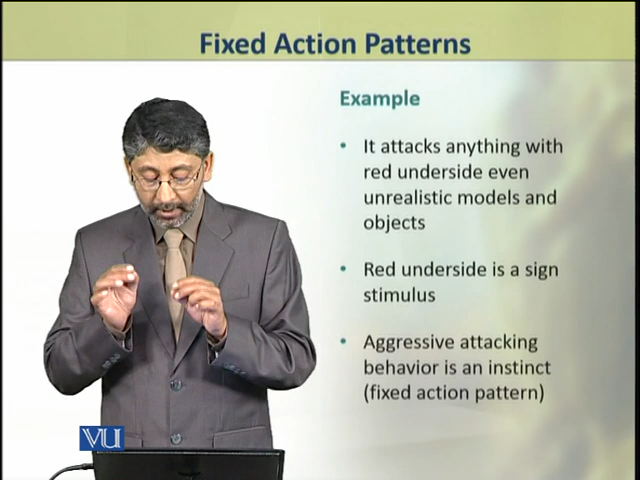 Fixed Action Patterns
Example
• It attacks anything with
red underside even
unrealistic models and
objects
• Red underside is a sign
stimulus
• Aggressive attacking
behavior is an instinct
(fixed action pattern)
VU